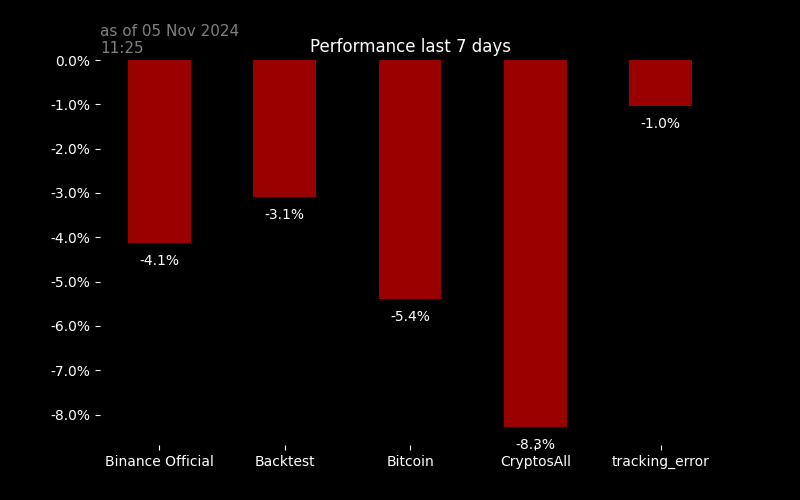 as of 05 Nov 2024
11:25
Performance last 7 days
0.0%
-1.0%
-2.0%
-3.0%
-4.0%
-5.0%
-6.0%
-7.0%
-8.0%
-4.1%
-3.1%
-5.4%
-8.3%
-1.0%
Binance Official
Backtest
Bitcoin
CryptosAll
tracking_error